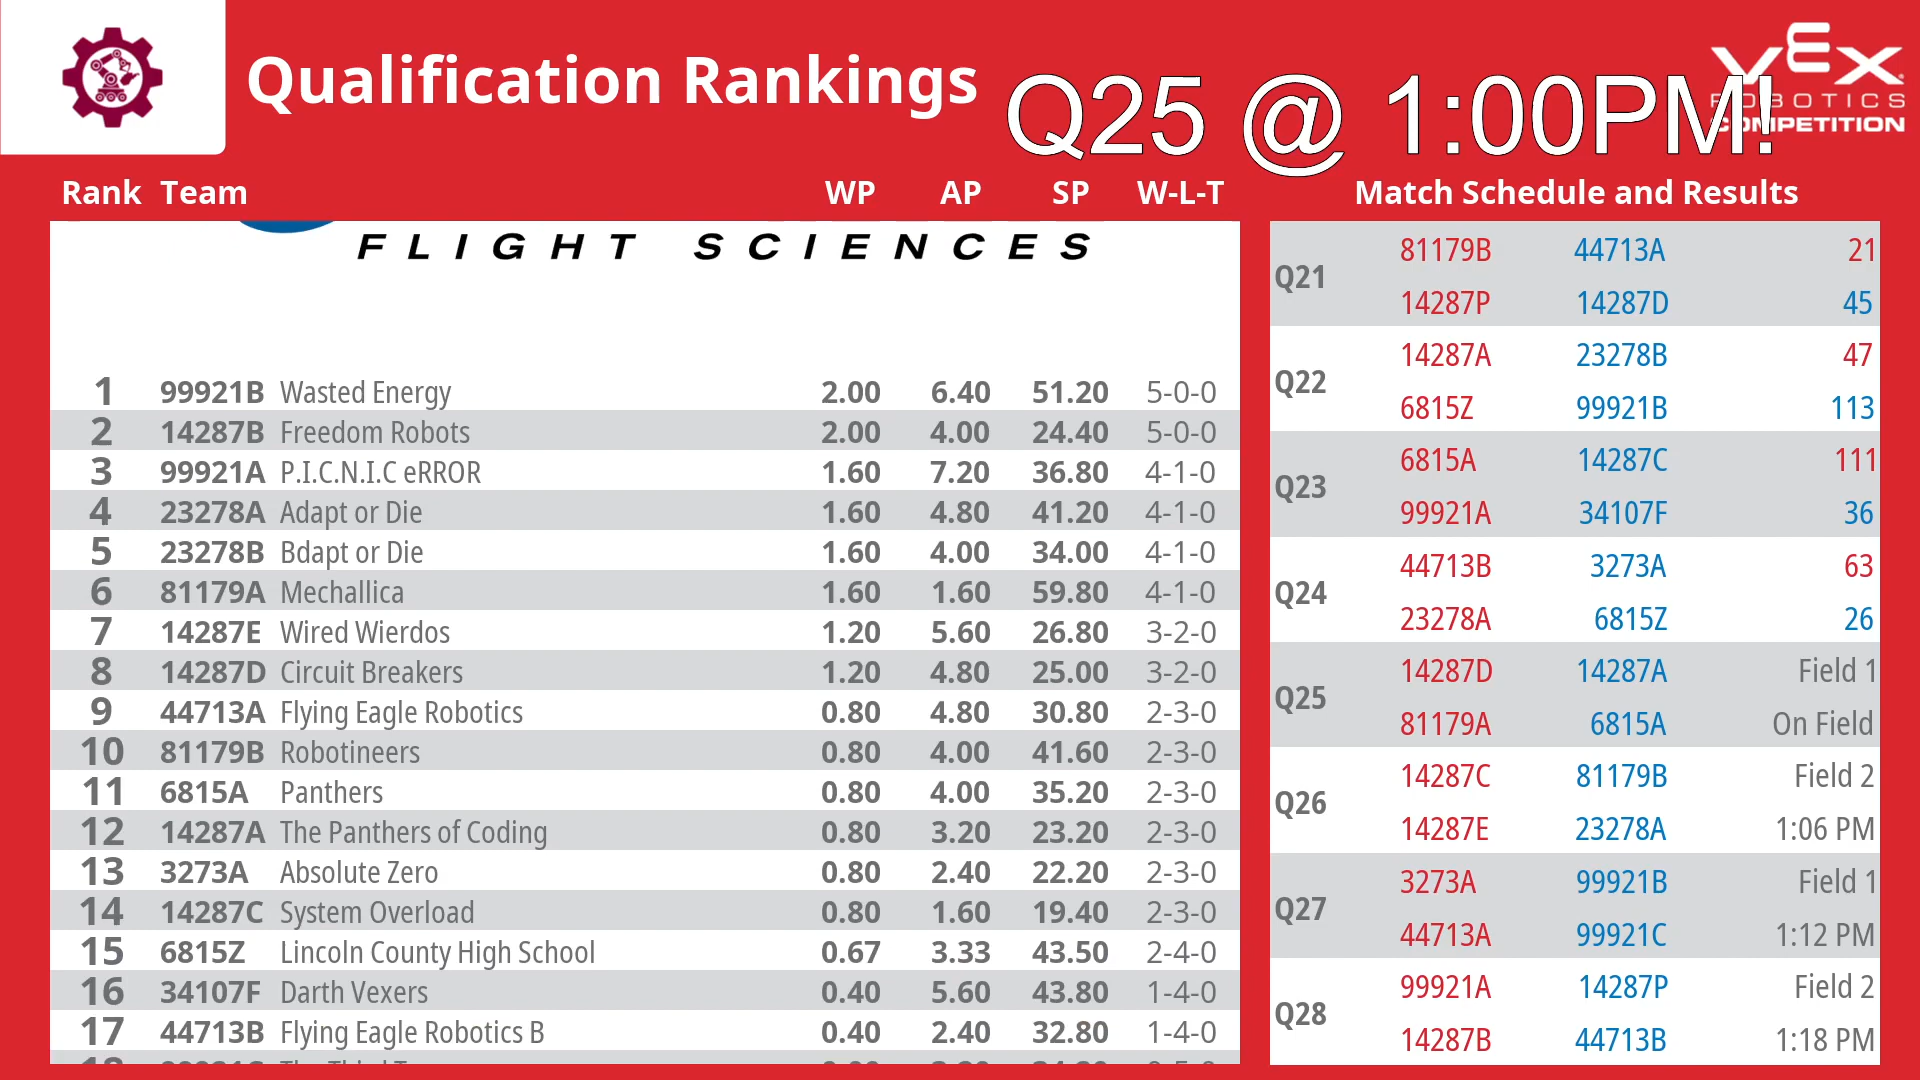 Qualification Rankings
Q25 @ 1:00PM!
VEX
ROBOTICS
COMPETITION
Rank Team WP AP SP W-L-T
FLIGHT SCIENCES
1 99921B Wasted Energy 2.00 6.40 51.20 5-0-0
2 14287B Freedom Robots 2.00 4.00 24.40 5-0-0
3 99921A P.I.C.N.I.C eRROR 1.60 7.20 36.80 4-1-0
4 23278A Adapt or Die 1.60 4.80 41.20 4-1-0
5 23278B Bdapt or Die 1.60 4.00 34.00 4-1-0
6 81179A Mechallica 1.60 1.60 59.80 4-1-0
7 14287E Wired Wierdos 1.20 5.60 26.80 3-2-0
8 14287D Circuit Breakers 1.20 4.80 25.00 3-2-0
9 44713A Flying Eagle Robotics 0.80 4.80 30.80 2-3-0
10 81179B Robotineers 0.80 4.00 41.60 2-3-0
11 6815A Panthers 0.80 4.00 35.20 2-3-0
12 14287A The Panthers of Coding 0.80 3.20 23.20 2-3-0
13 3273A Absolute Zero 0.80 2.40 22.20 2-3-0
14 14287C System Overload 0.80 1.60 19.40 2-3-0
15 6815Z Lincoln County High School 0.67 3.33 43.50 2-4-0
16 34107F Darth Vexers 0.40 5.60 43.80 1-4-0
17 44713B Flying Eagle Robotics B 0.40 2.40 32.80 1-4-0
Match Schedule and Results
Q21
81179B 44713A 21
14287P 14287D 45
Q22
14287A 23278B 47
6815Z 99921B 113
Q23
6815A 14287C 111
99921A 34107F 36
Q24
44713B 3273A 63
23278A 6815Z 26
Q25
14287D 14287A Field 1
81179A 6815A On Field
Q26
14287C 81179B Field 2
14287E 23278A 1:06 PM
Q27
3273A 99921B Field 1
44713A 99921C 1:12 PM
Q28
99921A 14287P Field 2
14287B 44713B 1:18 PM